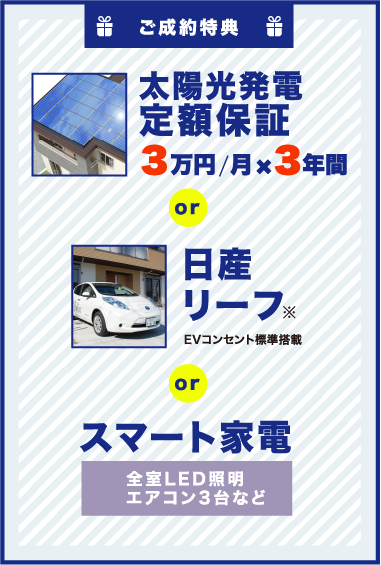 ご成約特典
太陽光発電
定額保証
3万円/月×3年間
or
日産
リーフ※
EVコンセント標準搭載
or
スマート家電
全室LED照明
エアコン3台など